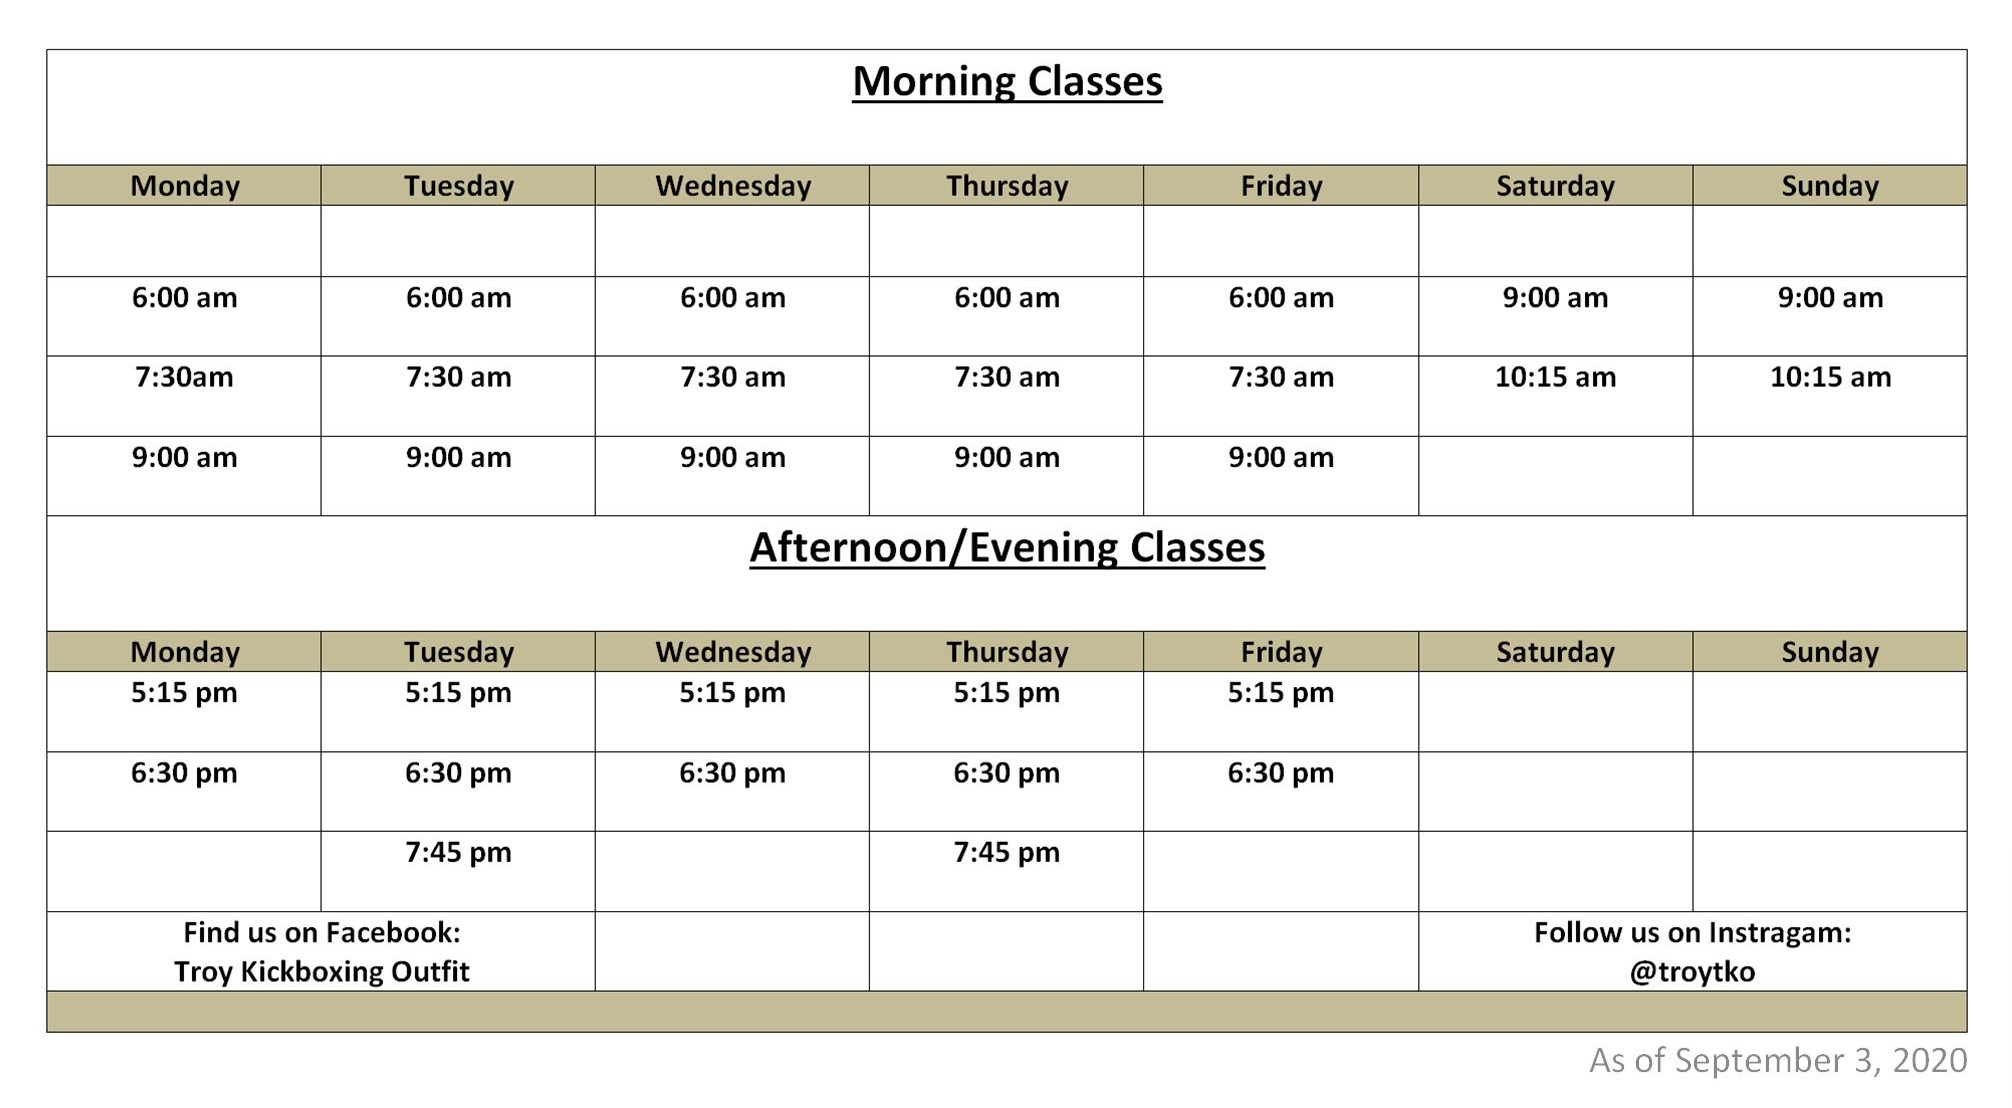 Morning Classes
Monday Tuesday Wednesday Thursday Friday Saturday Sunday
6:00 am 6:00 am 6:00 am 6:00 am 6:00 am 9:00 am 9:00 am
7:30am 7:30 am 7:30 am 7:30 am 7:30 am 10:15 am 10:15 am
9:00 am 9:00 am 9:00 am 9:00 am 9:00 am
Afternoon/Evening Classes
Monday Tuesday Wednesday Thursday Friday Saturday Sunday
5:15 pm 5:15 pm 5:15 pm 5:15 pm 5:15 pm
6:30 pm 6:30 pm 6:30 pm 6:30 pm 6:30 pm
7:45 pm 7:45 pm
Find us on Facebook:
Troy Kickboxing Outfit
Follow us on Instragam:
@troytko
As of September 3, 2020